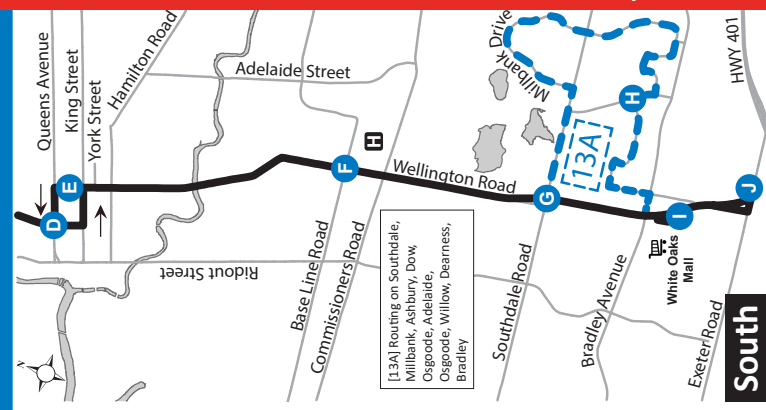 Queens Avenue
King Street
York Street
Hamilton Road
Adelaide Street
Millbank Drive
HWY 401
D
E
F
H
Wellington Road
13A
H
G
I
J
Ridout Street
Base Line Road
Commissioners Road
[13A] Routing on Southdale,
Millbank, Ashbury, Dow,
Osgoode, Adelaide,
Osgoode, Willow, Dearness,
Bradley
Southdale Road
Bradley Avenue
White Oaks
Mall
Exeter Road
South
N